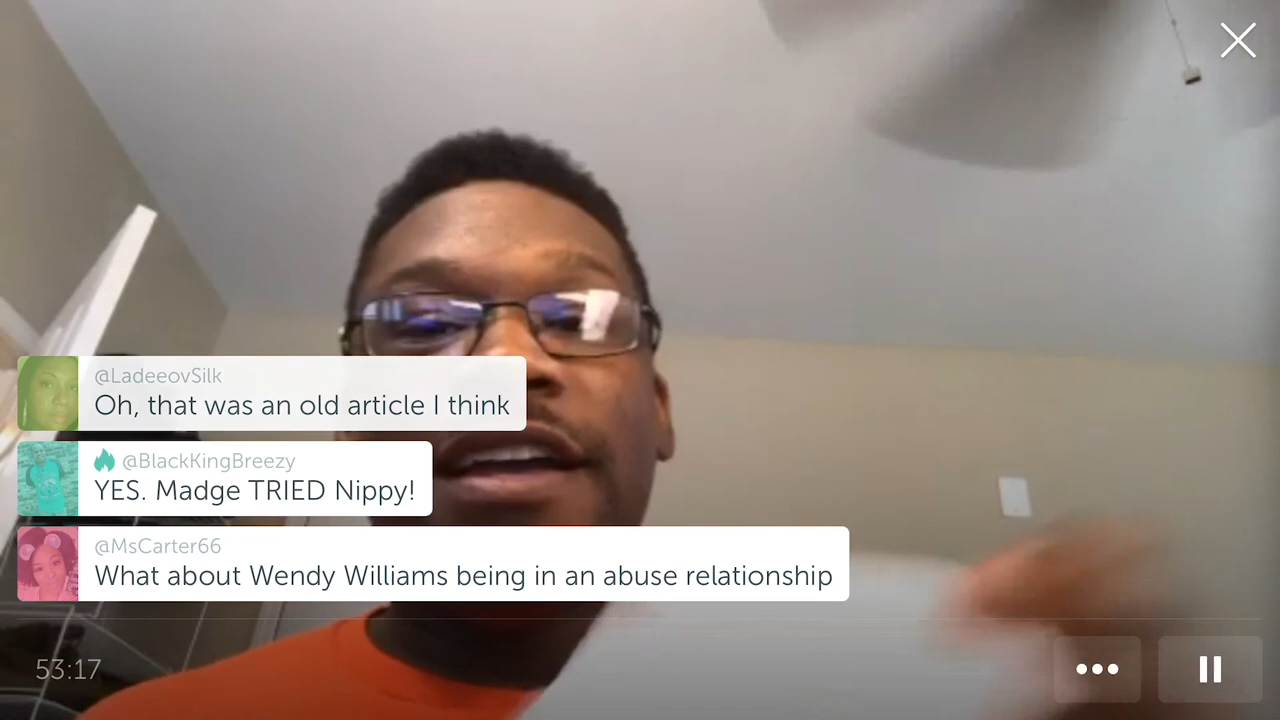 @LadeeovSilk
Oh, that was an old article I think
@BlackKingBreezy
YES. Madge TRIED Nippy!
@MsCarter66
What about Wendy Williams being in an abuse relationship
53:17